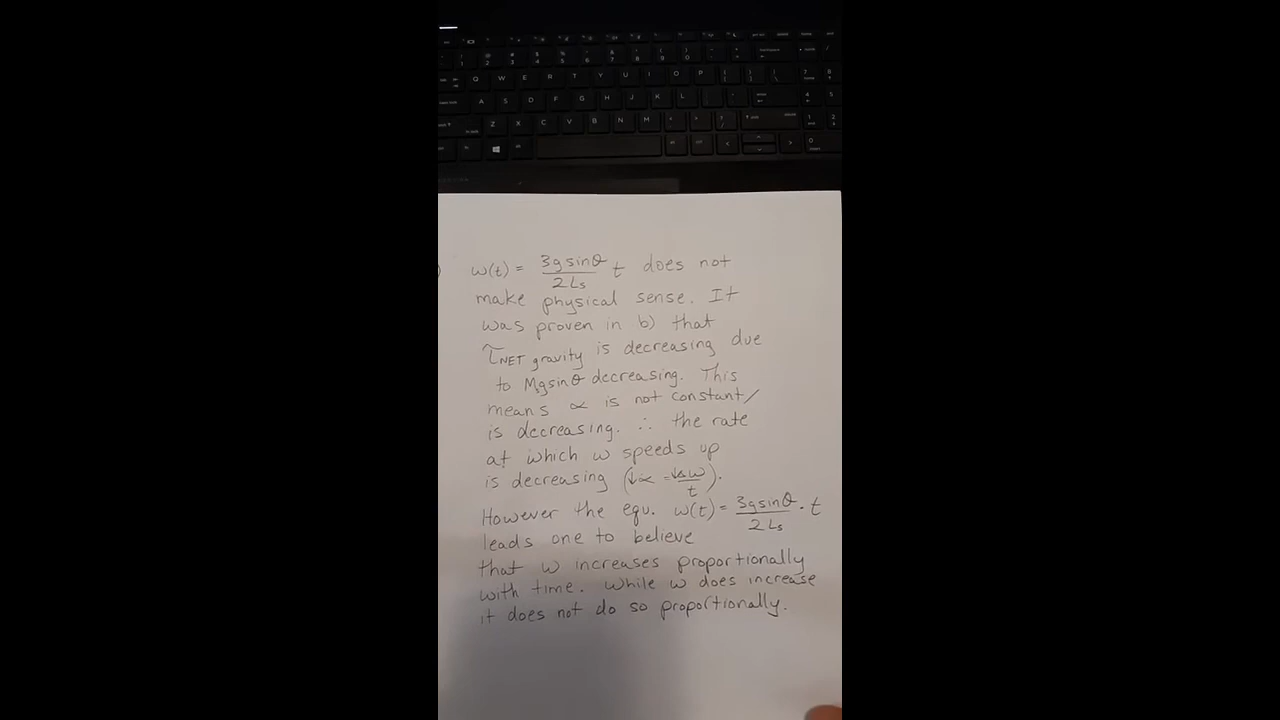 Q W E R T Y U I O P
A S D F G H J K L
Z X C V B N M
) ω(t) = 3g sinθ / 2Ls t does not
make physical sense. It
was proven in b) that
τNET gravity is decreasing due
to Msgsinθ decreasing. This
means ∝ is not constant/
is decreasing. ∴ the rate
at which ω speeds up
is decreasing (↓∝ = ↓Δω / t).
However the equ. ω(t) = 3g sinθ / 2Ls · t
leads one to believe
that ω increases proportionally
with time. While ω does increase
it does not do so proportionally.